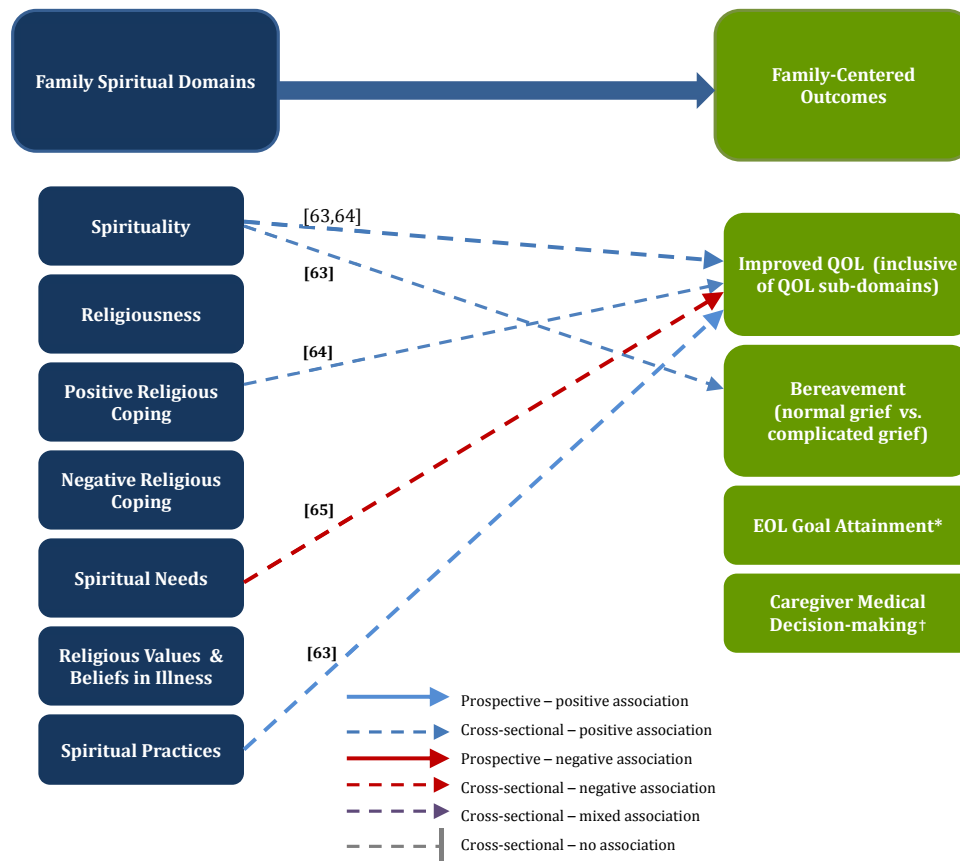 Family Spiritual Domains
Family-Centered
Outcomes
Spirituality
Religiousness
Positive Religious
Coping
Negative Religious
Coping
Spiritual Needs
Religious Values & 
Beliefs in Illness
Spiritual Practices
[63,64]
[63]
[64]
[65]
[63]
Improved QOL (inclusive
of QOL sub-domains)
Bereavement
(normal grief vs.
complicated grief)
EOL Goal Attainment*
Caregiver Medical
Decision-making†
Prospective – positive association
Cross-sectional – positive association
Prospective – negative association
Cross-sectional – negative association
Cross-sectional – mixed association
Cross-sectional – no association